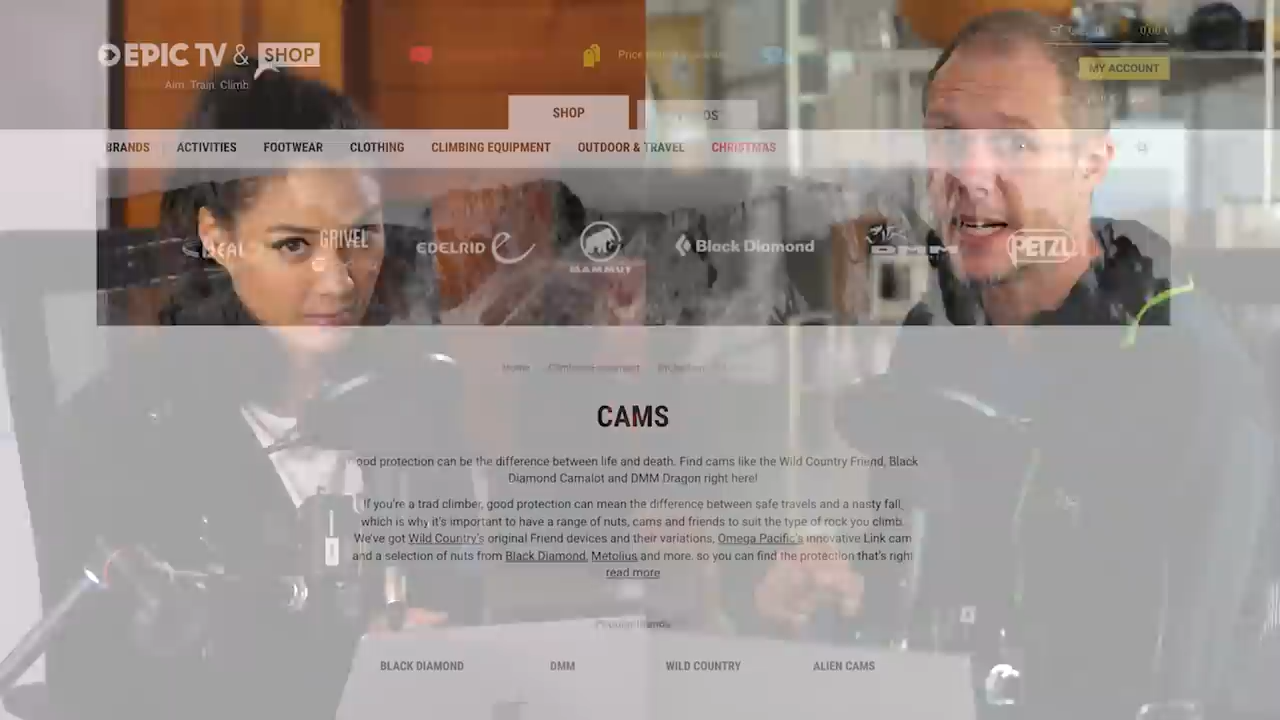 EPIC TV & SHOP
Aim. Train. Climb.
Price
MY ACCOUNT
SHOP
BRANDS ACTIVITIES FOOTWEAR CLOTHING CLIMBING EQUIPMENT OUTDOOR & TRAVEL CHRISTMAS
GRIVEL EDELRID e MAMMUT Black Diamond DMM PETZL
Home
CAMS
ood protection can be the difference between life and death. Find cams like the Wild Country Friend, Black
Diamond Camalot and DMM Dragon right here!
If you're a trad climber, good protection can mean the difference between safe travels and a nasty fall,
which is why it's important to have a range of nuts, cams and friends to suit the type of rock you climb.
We've got Wild Country's original Friend devices and their variations, Omega Pacific's innovative Link cam
and a selection of nuts from Black Diamond, Metolius and more. so you can find the protection that's right
read more
Popular Brands
BLACK DIAMOND DMM WILD COUNTRY ALIEN CAMS